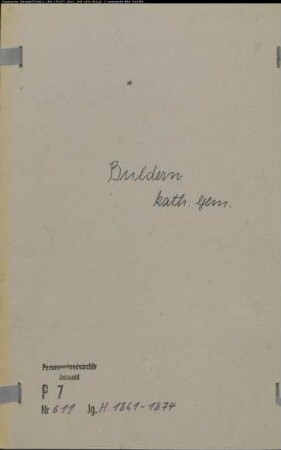 Buldern
kath. Gem.
Personenstandsarchiv
Detmold
P 7
Nr 611 Jg. H. 1861-1874